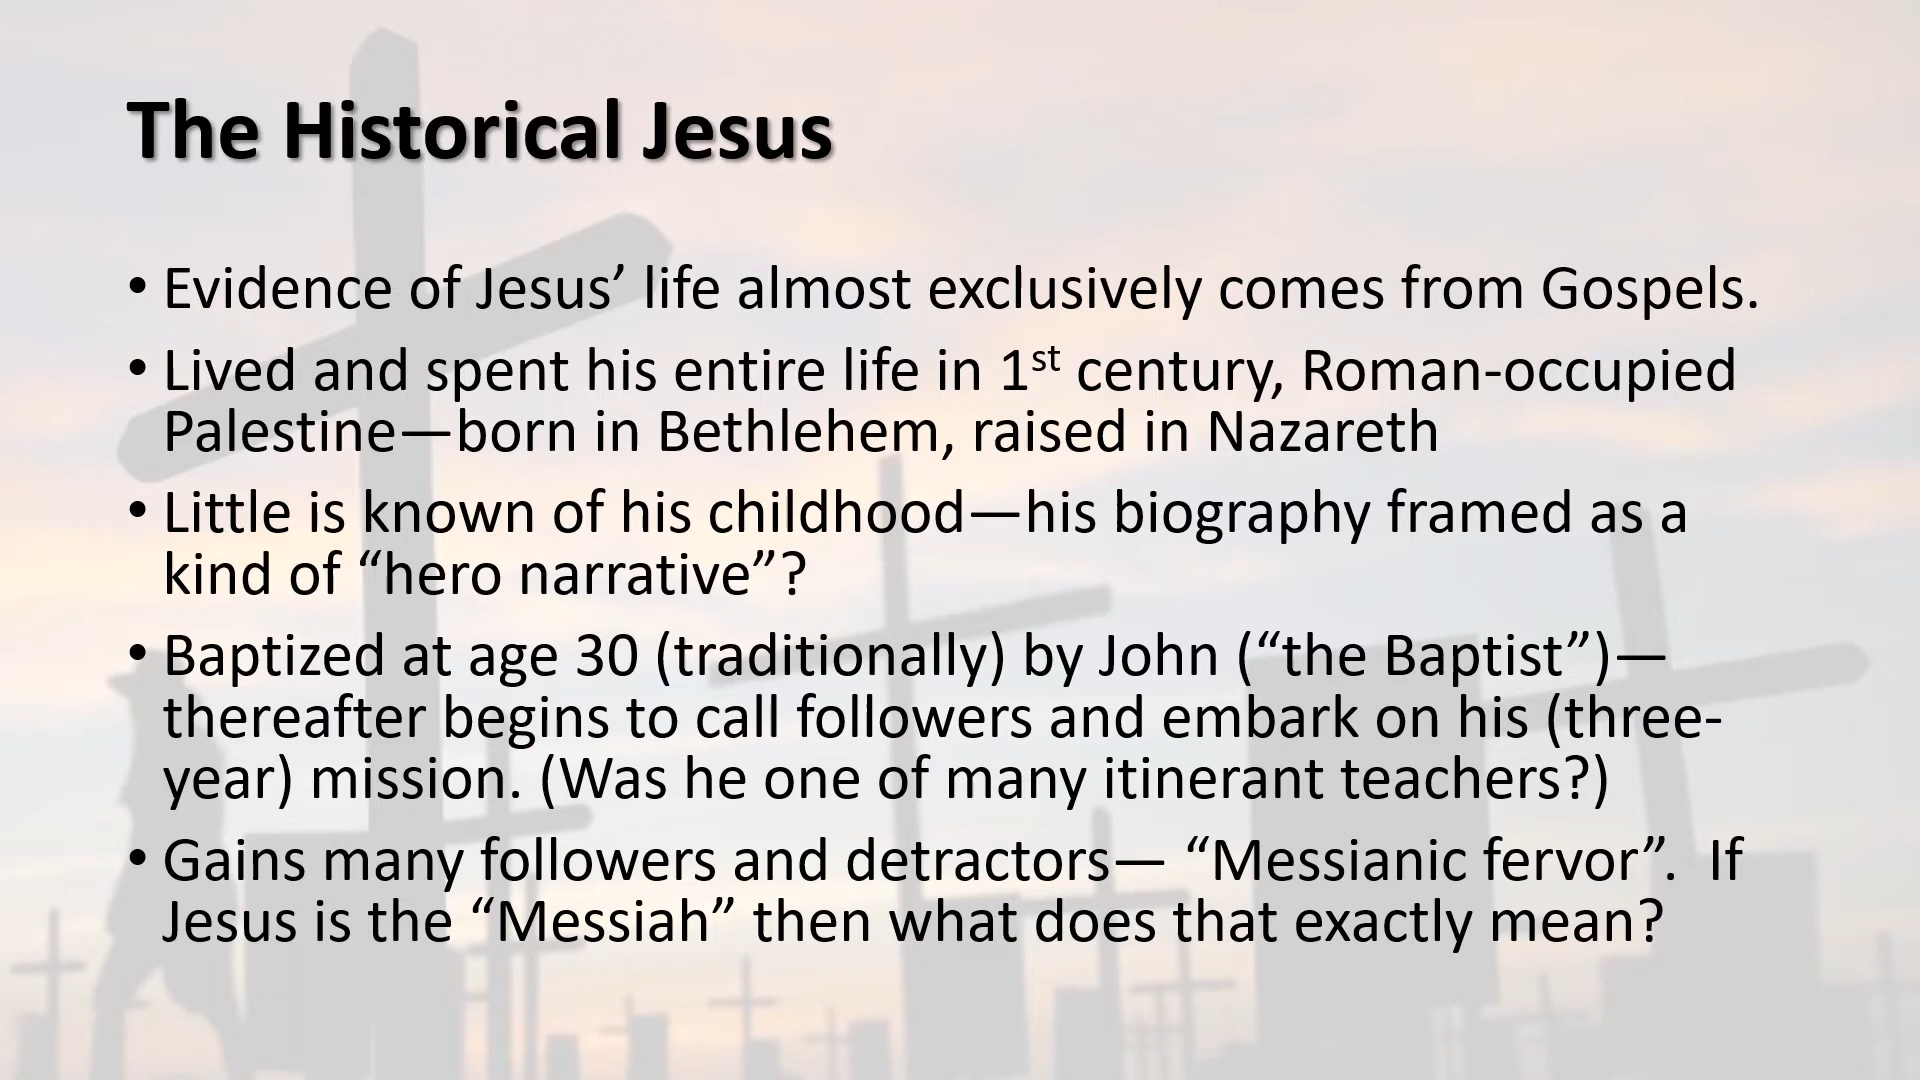 The Historical Jesus
• Evidence of Jesus’ life almost exclusively comes from Gospels.
• Lived and spent his entire life in 1st century, Roman-occupied
Palestine—born in Bethlehem, raised in Nazareth
• Little is known of his childhood—his biography framed as a
kind of “hero narrative”?
• Baptized at age 30 (traditionally) by John (“the Baptist”)—
thereafter begins to call followers and embark on his (three-
year) mission. (Was he one of many itinerant teachers?)
• Gains many followers and detractors— “Messianic fervor”.  If
Jesus is the “Messiah” then what does that exactly mean?